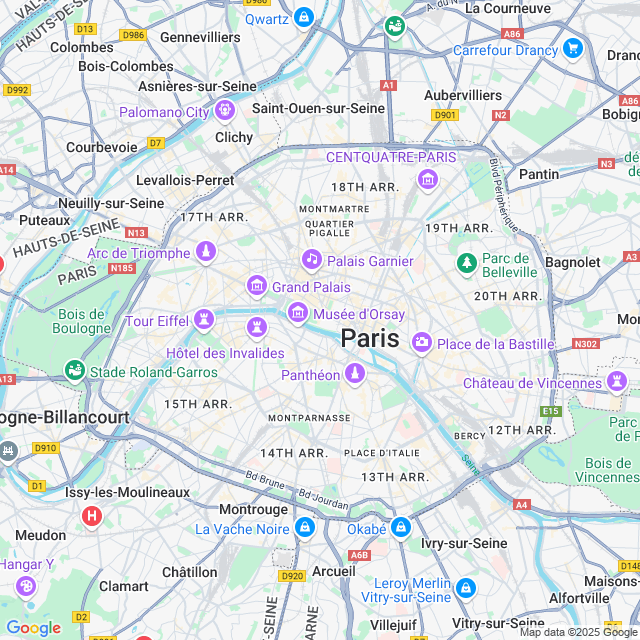 VAL-
D986
La Courneuve
HAUTS-DE-SEINE
D13
D986
Gennevilliers
Qwartz
A86
Colombes
Carrefour Drancy
Dran
Bois-Colombes
D992
Asnières-sur-Seine
A1
Aubervilliers
Palomano City
Saint-Ouen-sur-Seine
D901
N2
A86
Bobig
Clichy
D7
Courbevoie
CENTQUATRE-PARIS
N3
A14
Levallois-Perret
18TH ARR.
Blvd Périphérique
Pantin
Neuilly-sur-Seine
MONTMARTRE
Puteaux
17TH ARR.
QUARTIER
PIGALLE
19TH ARR.
HAUTS-DE-SEINE
N13
Arc de Triomphe
Palais Garnier
Parc de
Belleville
Bagnolet
A3
PARIS
N185
Grand Palais
20TH ARR.
Bois de
Boulogne
Tour Eiffel
Musée d'Orsay
Mon
Paris
Place de la Bastille
N302
Hôtel des Invalides
Stade Roland-Garros
Panthéon
A13
Château de Vincennes
15TH ARR.
E15
ogne-Billancourt
MONTPARNASSE
Parc
de P
BERCY
12TH ARR.
D910
14TH ARR.
PLACE D'ITALIE
Seine
Bois de
Vincennes
13TH ARR.
D1
Bd Brune
Bd Jourdan
Issy-les-Moulineaux
A4
Montrouge
La Vache Noire
Okabé
Meudon
Ivry-sur-Seine
A6B
Hangar Y
Châtillon
Arcueil
D920
D148
Clamart
Leroy Merlin
Vitry-sur-Seine
Maisons-
Alfortville
D2
-SEINE
ARNE
Villejuif
Vitry-sur-Seine
Google
Map data ©2025 Google